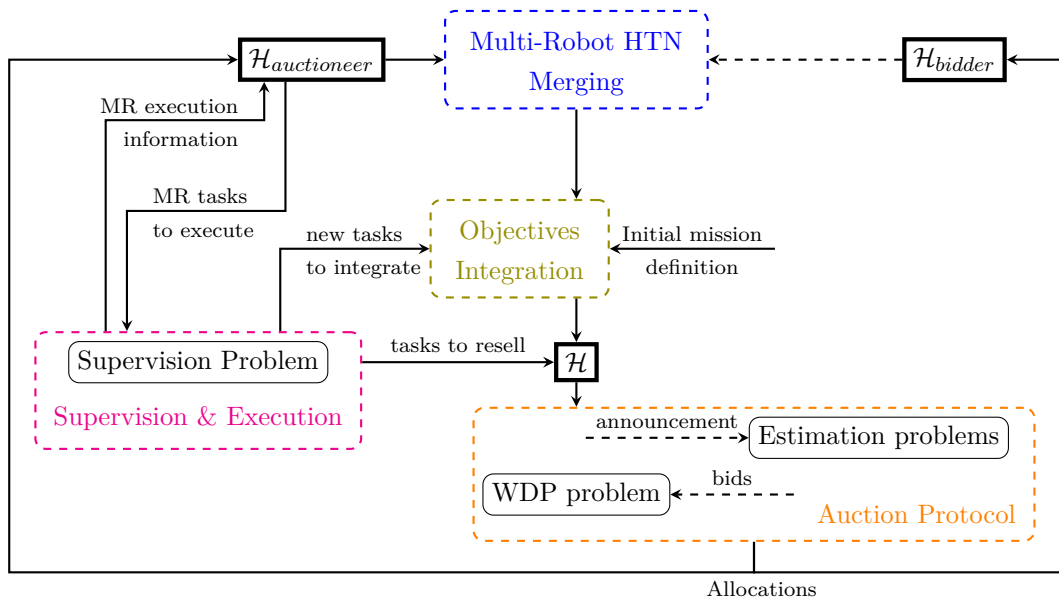 Multi-Robot HTN
Merging
ℋ_auctioneer
ℋ_bidder
MR execution
information
MR tasks
to execute
new tasks
to integrate
Objectives
Integration
Initial mission
definition
Supervision Problem
Supervision & Execution
tasks to resell
ℋ
announcement
Estimation problems
WDP problem
bids
Auction Protocol
Allocations